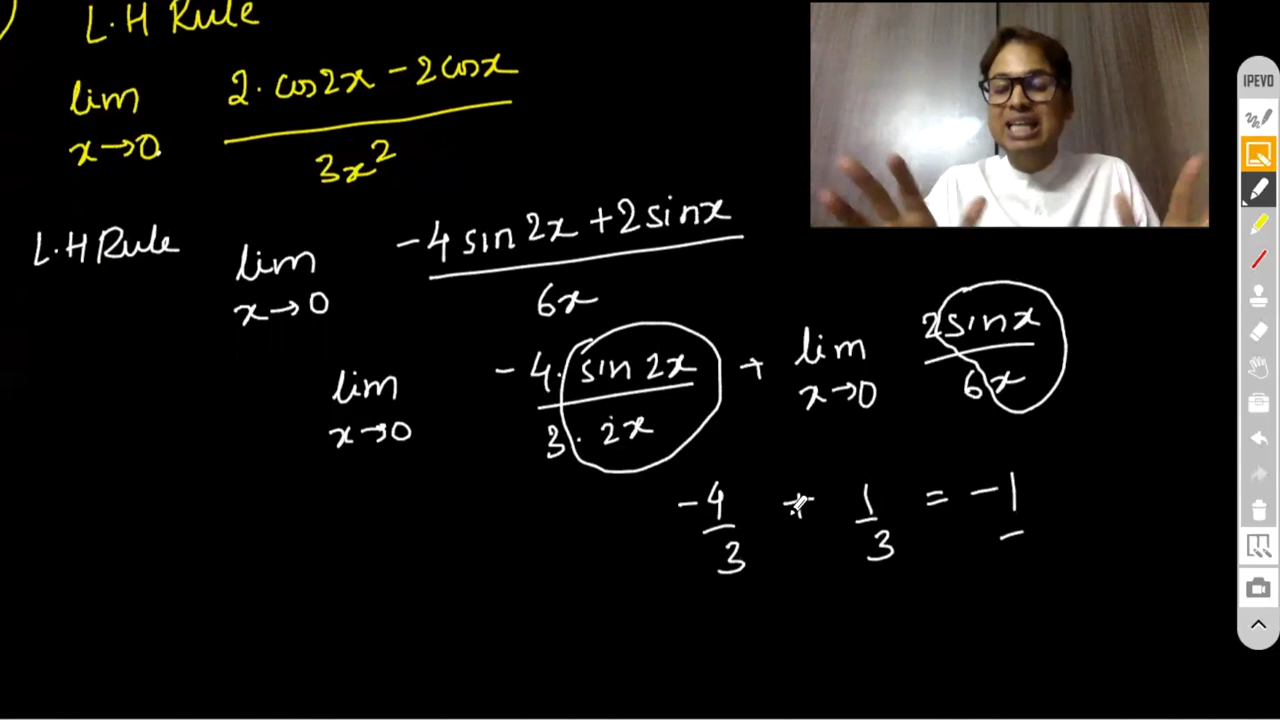 L.H Rule
lim x→0 2·cos2x − 2cosx / 3x²
L.H Rule lim x→0 −4 sin 2x + 2 sinx / 6x
lim x→0 −4· sin 2x / 3· 2x + lim x→0 2 sinx / 6x
−4/3 + 1/3 = −1
IPEVO